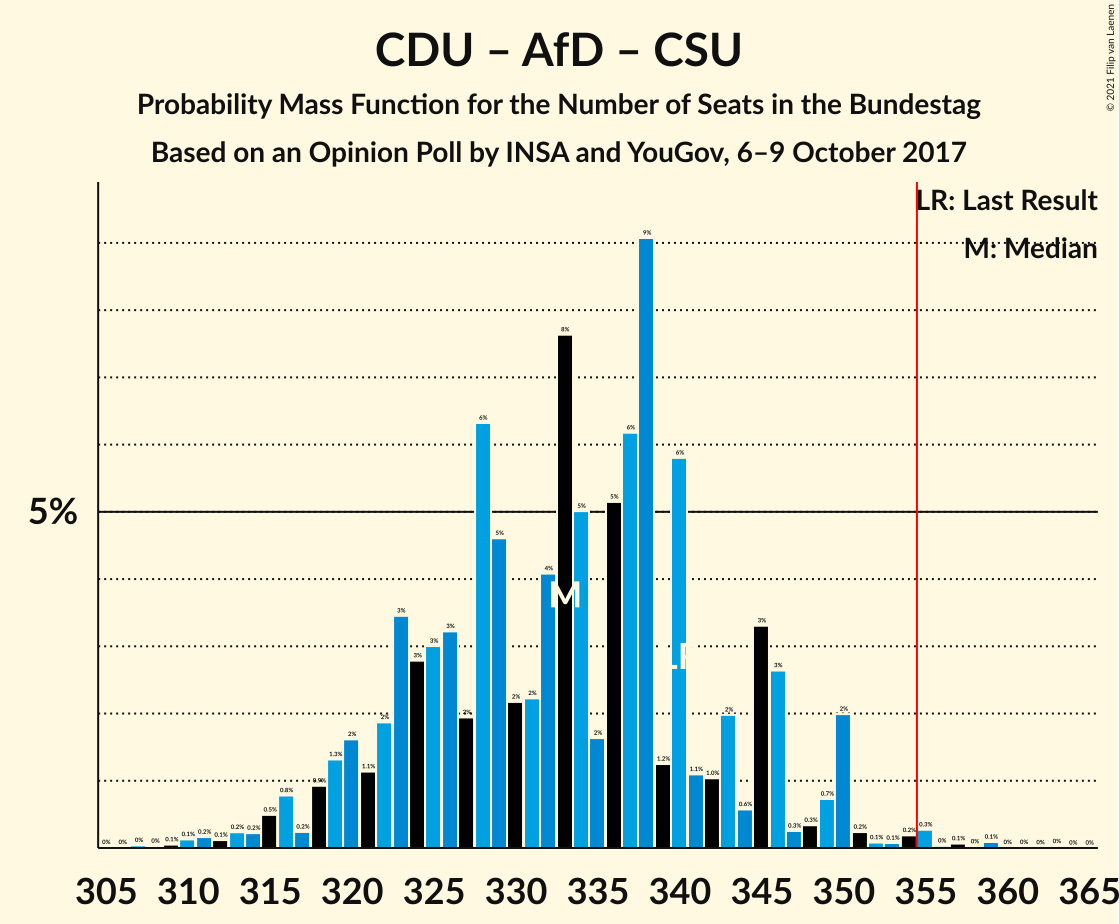 CDU – AfD – CSU
Probability Mass Function for the Number of Seats in the Bundestag
Based on an Opinion Poll by INSA and YouGov, 6–9 October 2017
© 2021 Filip van Laenen
LR: Last Result
M: Median
5%
0% 0% 0% 0% 0.1% 0.1% 0.2% 0.1% 0.2% 0.2% 0.5% 0.8% 0.2% 0.9% 1.3% 2% 1.1% 2% 3% 3% 3% 3% 2% 6% 5% 2% 2% 4% 8% 5% 2% 5% 6% 9% 1.2% 6% 1.1% 1.0% 2% 0.6% 3% 3% 0.3% 0.3% 0.7% 2% 0.2% 0.1% 0.1% 0.2% 0.3% 0% 0.1% 0% 0.1% 0% 0% 0% 0% 0% 0%
M
305 310 315 320 325 330 335 340 345 350 355 360 365